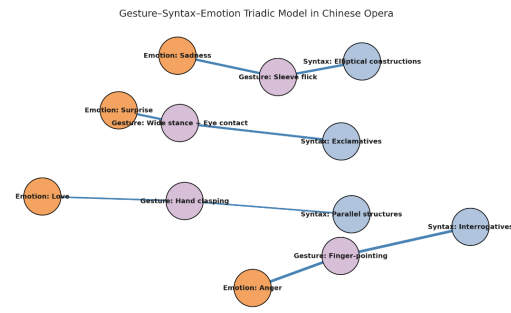 Gesture–Syntax–Emotion Triadic Model in Chinese Opera
Emotion: Sadness
Syntax: Elliptical constructions
Gesture: Sleeve flick
Emotion: Surprise
Gesture: Wide stance + Eye contact
Syntax: Exclamatives
Emotion: Love
Gesture: Hand clasping
Syntax: Parallel structures
Syntax: Interrogatives
Gesture: Finger-pointing
Emotion: Anger